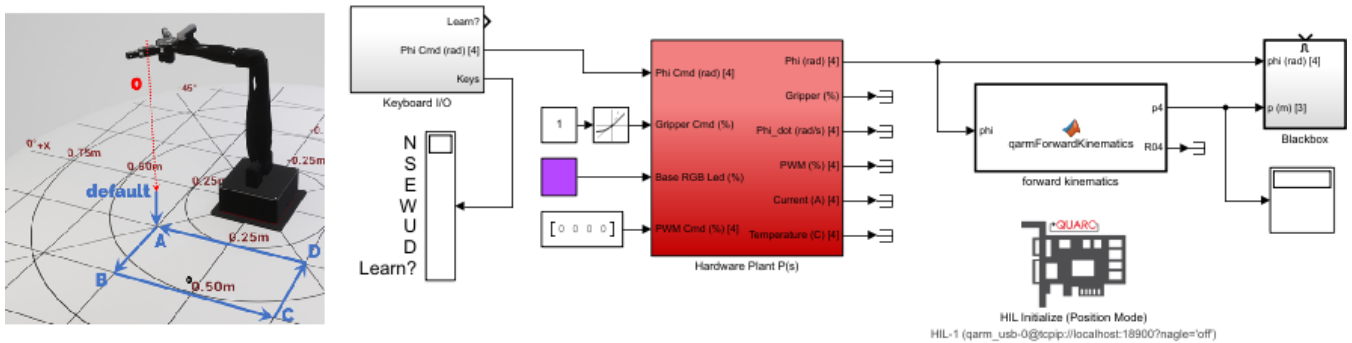 0
45°
0°+X
0.75m
0.50m
0.25m
-0.25m
-0.
default
A
0.25m
D
B
0.50m
C
Learn?
Phi Cmd (rad) [4]
Keys
Keyboard I/O
N
S
E
W
U
D
Learn?
1
[0 0 0 0]
Phi Cmd (rad) [4]
Gripper Cmd (%)
Base RGB Led (%)
PWM Cmd (%) [4]
Phi (rad) [4]
Gripper (%)
Phi_dot (rad/s) [4]
PWM (%) [4]
Current (A) [4]
Temperature (C) [4]
Hardware Plant P(s)
phi
qarmForwardKinematics
p4
R04
forward kinematics
phi (rad) [4]
p (m) [3]
Blackbox
QUARC
HIL Initialize (Position Mode)
HIL-1 (qarm_usb-0@tcpip://localhost:18900?nagle='off')